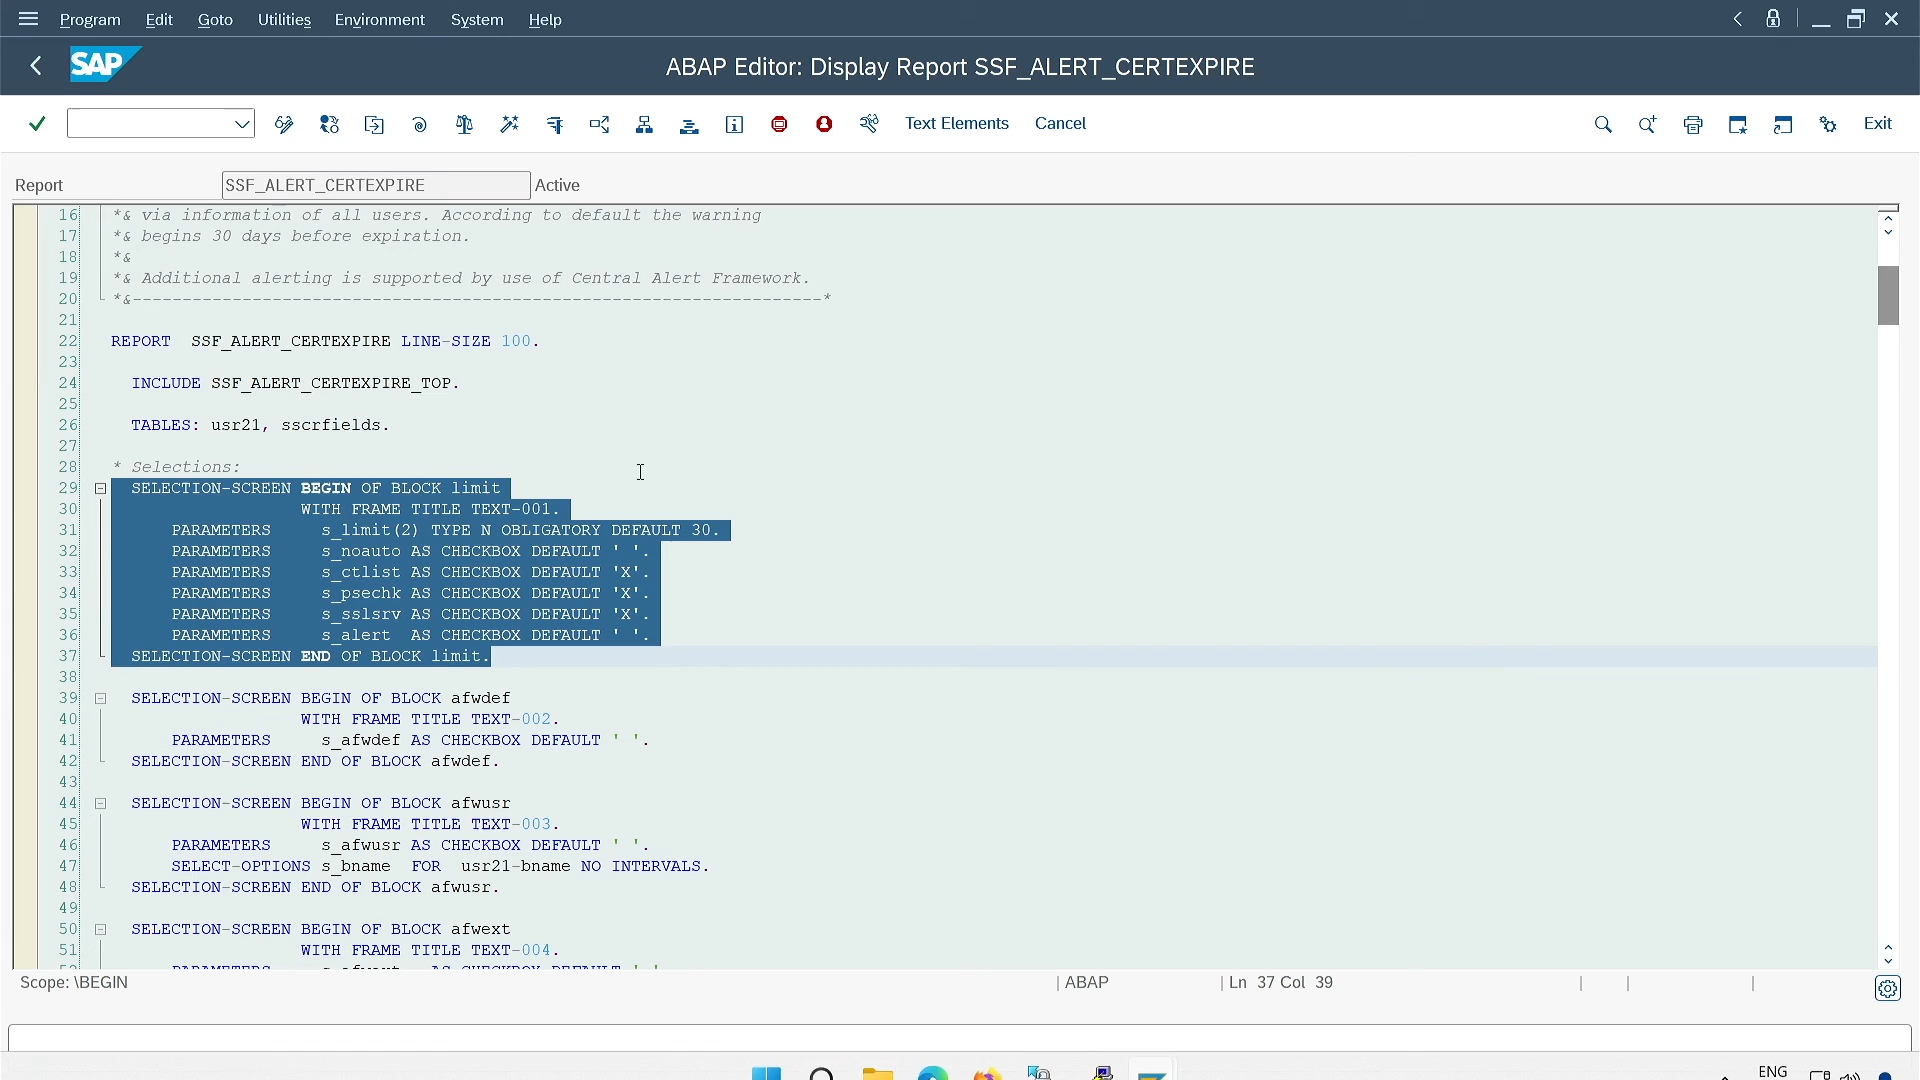 Program Edit Goto Utilities Environment System Help
SAP
ABAP Editor: Display Report SSF_ALERT_CERTEXPIRE
Text Elements Cancel Exit
Report SSF_ALERT_CERTEXPIRE Active
16 *& via information of all users. According to default the warning
17 *& begins 30 days before expiration.
18 *&
19 *& Additional alerting is supported by use of Central Alert Framework.
20 *&---------------------------------------------------------------------*
21
22 REPORT  SSF_ALERT_CERTEXPIRE LINE-SIZE 100.
23
24   INCLUDE SSF_ALERT_CERTEXPIRE_TOP.
25
26   TABLES: usr21, sscrfields.
27
28 * Selections:
29   SELECTION-SCREEN BEGIN OF BLOCK limit
30                    WITH FRAME TITLE TEXT-001.
31       PARAMETERS     s_limit(2) TYPE N OBLIGATORY DEFAULT 30.
32       PARAMETERS     s_noauto AS CHECKBOX DEFAULT ' '.
33       PARAMETERS     s_ctlist AS CHECKBOX DEFAULT 'X'.
34       PARAMETERS     s_psechk AS CHECKBOX DEFAULT 'X'.
35       PARAMETERS     s_sslsrv AS CHECKBOX DEFAULT 'X'.
36       PARAMETERS     s_alert  AS CHECKBOX DEFAULT ' '.
37   SELECTION-SCREEN END OF BLOCK limit.
38
39   SELECTION-SCREEN BEGIN OF BLOCK afwdef
40                    WITH FRAME TITLE TEXT-002.
41       PARAMETERS     s_afwdef AS CHECKBOX DEFAULT ' '.
42   SELECTION-SCREEN END OF BLOCK afwdef.
43
44   SELECTION-SCREEN BEGIN OF BLOCK afwusr
45                    WITH FRAME TITLE TEXT-003.
46       PARAMETERS     s_afwusr AS CHECKBOX DEFAULT ' '.
47       SELECT-OPTIONS s_bname  FOR  usr21-bname NO INTERVALS.
48   SELECTION-SCREEN END OF BLOCK afwusr.
49
50   SELECTION-SCREEN BEGIN OF BLOCK afwext
51                    WITH FRAME TITLE TEXT-004.
Scope: \BEGIN | ABAP | Ln 37 Col 39
ENG